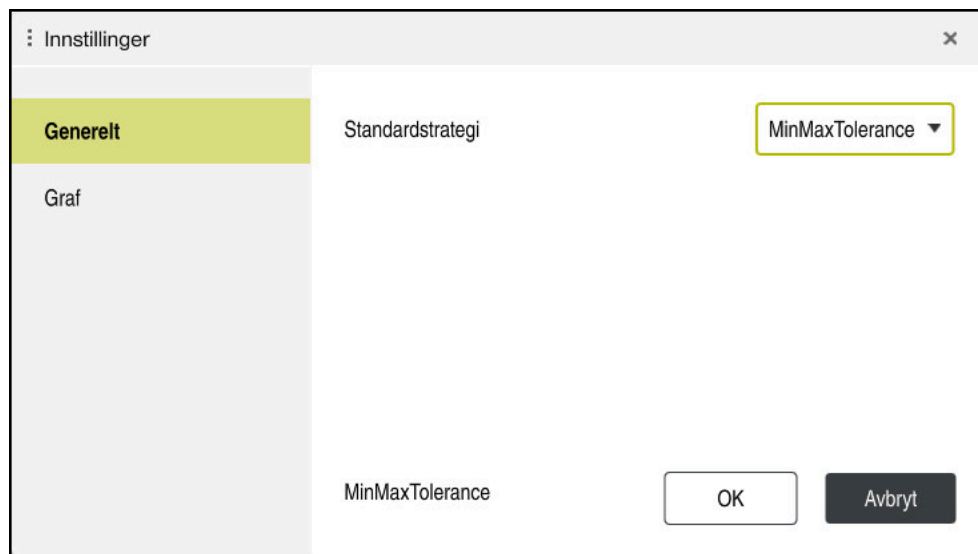 Innstillinger
Generelt
Graf
Standardstrategi
MinMaxTolerance
MinMaxTolerance
OK
Avbryt